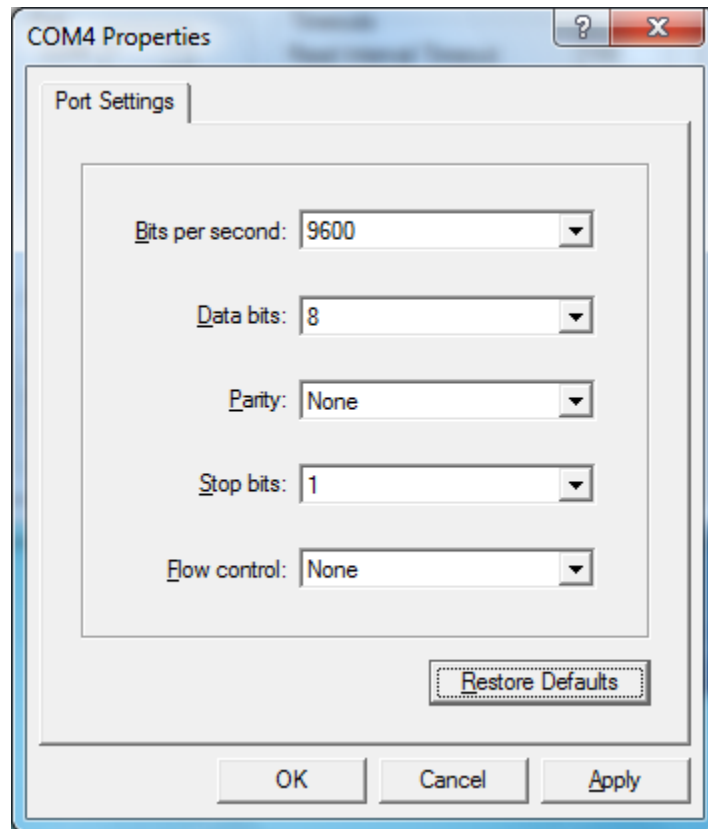 COM4 Properties
Port Settings
Bits per second: 9600
Data bits: 8
Parity: None
Stop bits: 1
Flow control: None
Restore Defaults
OK Cancel Apply